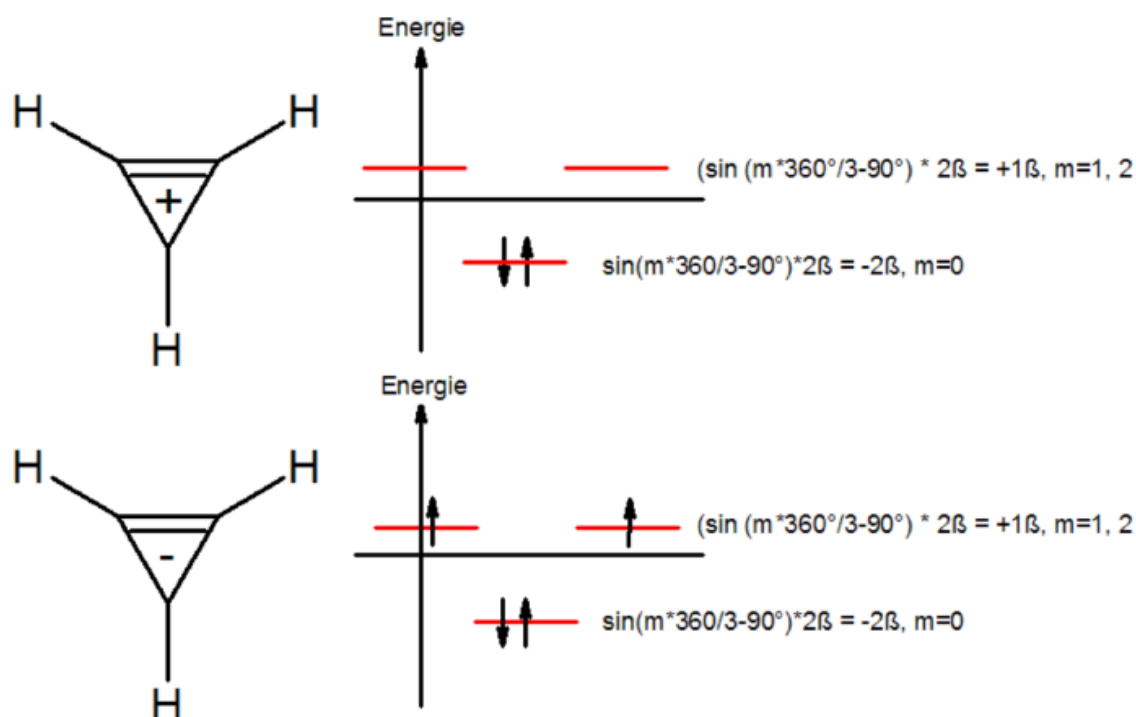 Energie
H
H
(sin (m*360°/3-90°) * 2ß = +1ß, m=1, 2
+
sin(m*360/3-90°)*2ß = -2ß, m=0
H
Energie
H
H
(sin (m*360°/3-90°) * 2ß = +1ß, m=1, 2
-
sin(m*360/3-90°)*2ß = -2ß, m=0
H